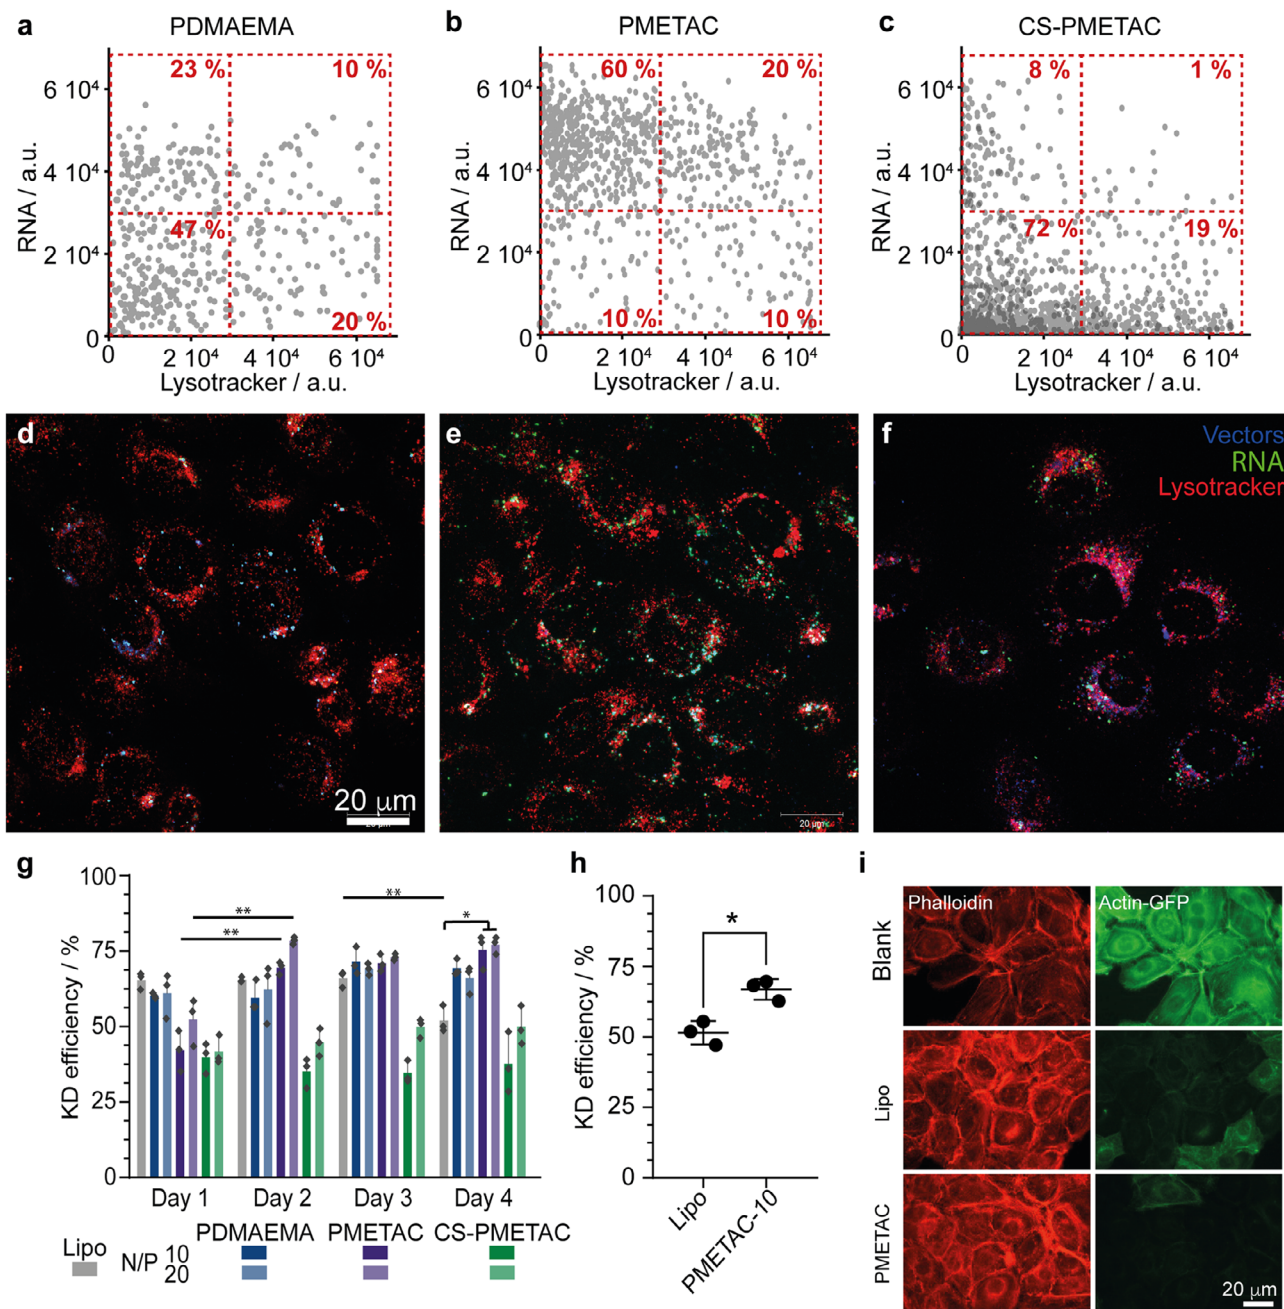 a
PDMAEMA
b
PMETAC
c
CS-PMETAC
23 %
10 %
47 %
20 %
RNA / a.u.
6 10⁴
4 10⁴
2 10⁴
0
0
2 10⁴
4 10⁴
6 10⁴
Lysotracker / a.u.
60 %
20 %
10 %
10 %
RNA / a.u.
6 10⁴
4 10⁴
2 10⁴
0
0
2 10⁴
4 10⁴
6 10⁴
Lysotracker / a.u.
8 %
1 %
72 %
19 %
RNA / a.u.
6 10⁴
4 10⁴
2 10⁴
0
0
2 10⁴
4 10⁴
6 10⁴
Lysotracker / a.u.
d
20 µm
20 µm
e
20 µm
f
Vectors
RNA
Lysotracker
g
KD efficiency / %
100
75
50
25
0
**
**
**
*
Day 1
Day 2
Day 3
Day 4
Lipo
N/P
10
20
PDMAEMA
PMETAC
CS-PMETAC
h
KD efficiency / %
100
75
50
25
0
*
Lipo
PMETAC-10
i
Phalloidin
Actin-GFP
Blank
Lipo
PMETAC
20 µm